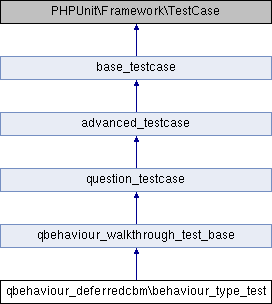 PHPUnit\Framework\TestCase
base_testcase
advanced_testcase
question_testcase
qbehaviour_walkthrough_test_base
qbehaviour_deferredcbm\behaviour_type_test